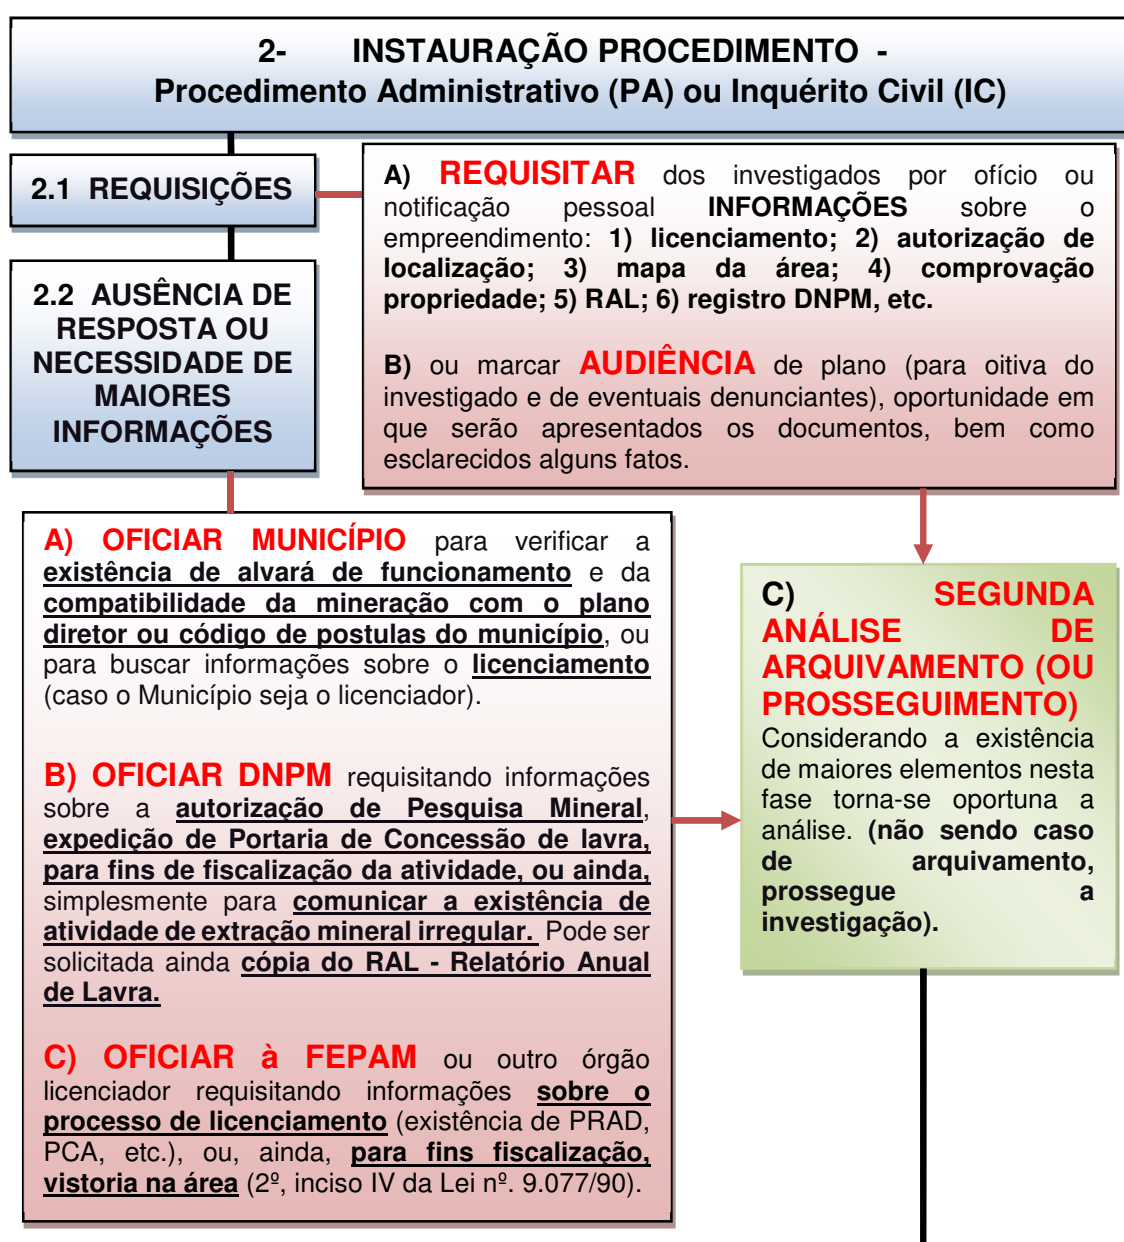 2- INSTAURAÇÃO PROCEDIMENTO -
Procedimento Administrativo (PA) ou Inquérito Civil (IC)
2.1 REQUISIÇÕES
A) REQUISITAR dos investigados por ofício ou
notificação pessoal INFORMAÇÕES sobre o
empreendimento: 1) licenciamento; 2) autorização de
localização; 3) mapa da área; 4) comprovação
propriedade; 5) RAL; 6) registro DNPM, etc.
B) ou marcar AUDIÊNCIA de plano (para oitiva do
investigado e de eventuais denunciantes), oportunidade em
que serão apresentados os documentos, bem como
esclarecidos alguns fatos.
2.2 AUSÊNCIA DE
RESPOSTA OU
NECESSIDADE DE
MAIORES
INFORMAÇÕES
A) OFICIAR MUNICÍPIO para verificar a
existência de alvará de funcionamento e da
compatibilidade da mineração com o plano
diretor ou código de postulas do município, ou
para buscar informações sobre o licenciamento
(caso o Município seja o licenciador).
B) OFICIAR DNPM requisitando informações
sobre a autorização de Pesquisa Mineral,
expedição de Portaria de Concessão de lavra,
para fins de fiscalização da atividade, ou ainda,
simplesmente para comunicar a existência de
atividade de extração mineral irregular. Pode ser
solicitada ainda cópia do RAL - Relatório Anual
de Lavra.
C) OFICIAR à FEPAM ou outro órgão
licenciador requisitando informações sobre o
processo de licenciamento (existência de PRAD,
PCA, etc.), ou, ainda, para fins fiscalização,
vistoria na área (2º, inciso IV da Lei nº. 9.077/90).
C) SEGUNDA
ANÁLISE DE
ARQUIVAMENTO (OU
PROSSEGUIMENTO)
Considerando a existência
de maiores elementos nesta
fase torna-se oportuna a
análise. (não sendo caso
de arquivamento,
prossegue a
investigação).